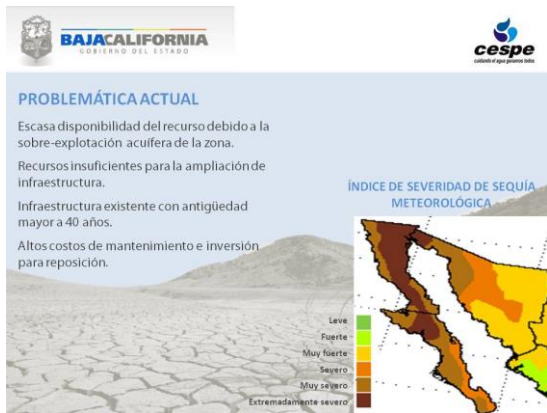 BAJACALIFORNIA
GOBIERNO DEL ESTADO
cespe
cuidando el agua ganamos todos
PROBLEMÁTICA ACTUAL
Escasa disponibilidad del recurso debido a la
sobre-explotación acuífera de la zona.
Recursos insuficientes para la ampliación de
infraestructura.
Infraestructura existente con antigüedad
mayor a 40 años.
Altos costos de mantenimiento e inversión
para reposición.
ÍNDICE DE SEVERIDAD DE SEQUÍA
METEOROLÓGICA
Leve
Fuerte
Muy fuerte
Severo
Muy severo
Extremadamente severo